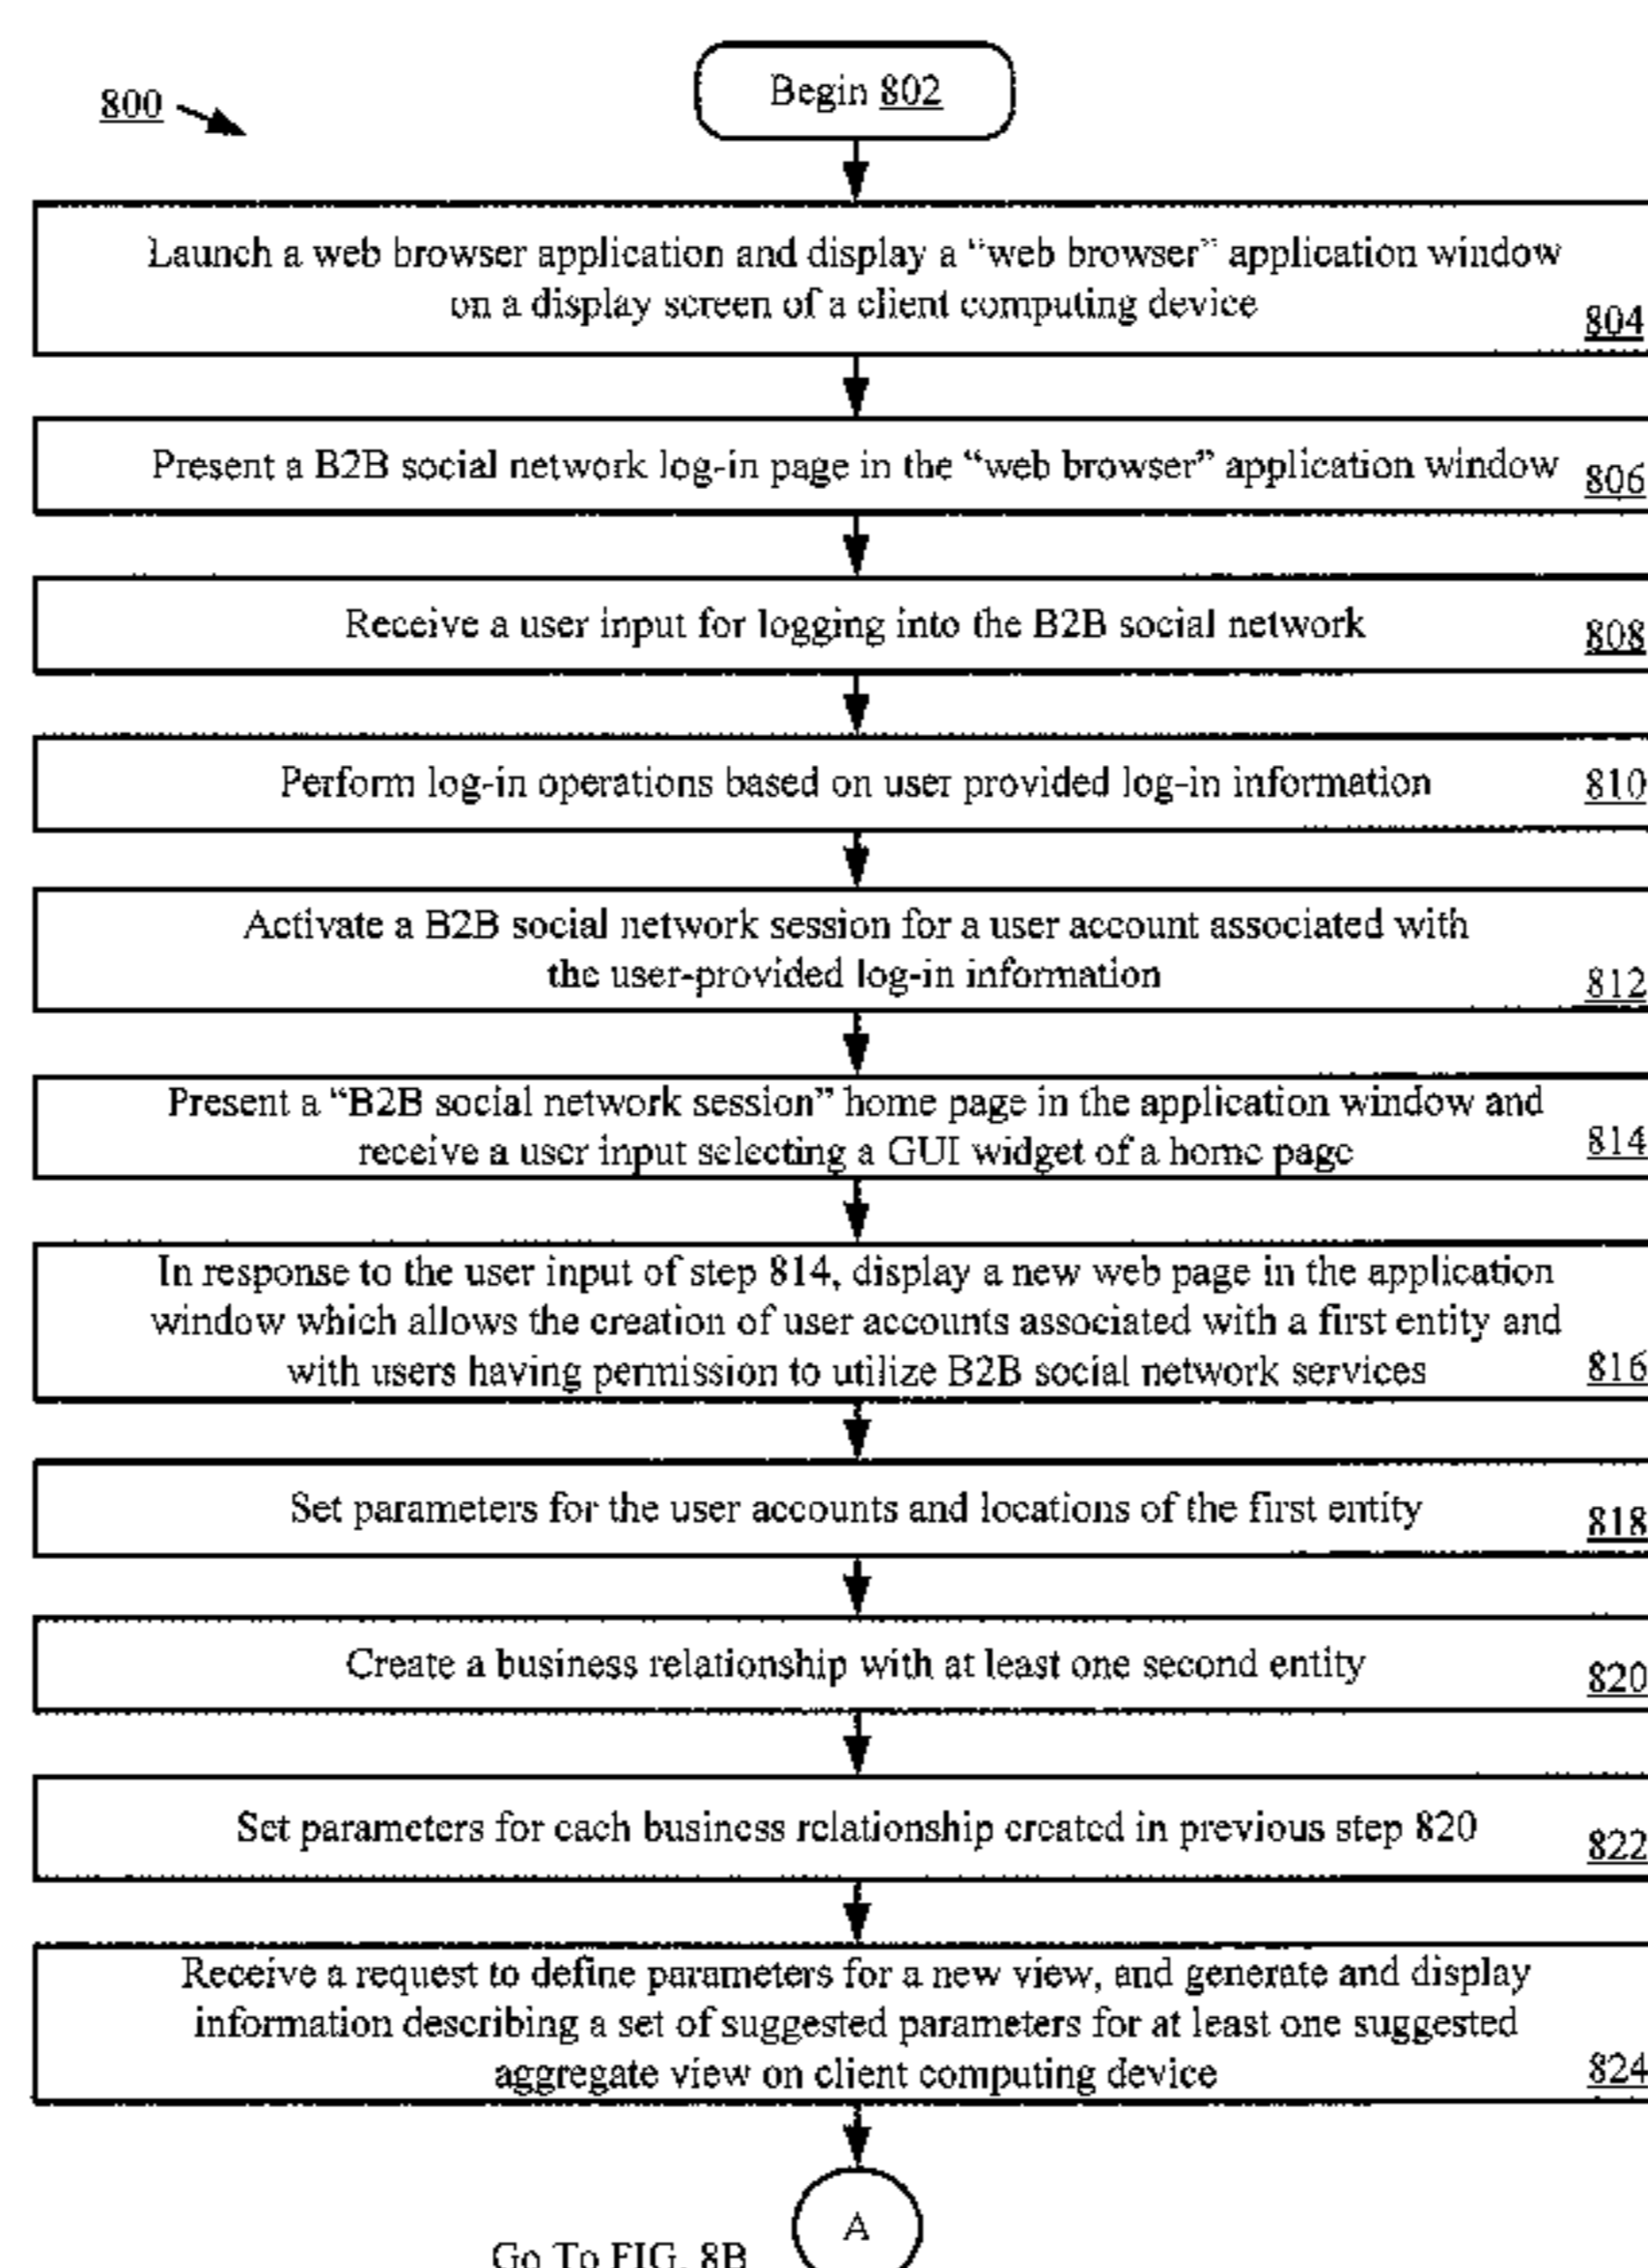 800
Begin 802
Launch a web browser application and display a “web browser” application window
on a display screen of a client computing device
804
Present a B2B social network log-in page in the “web browser” application window
806
Receive a user input for logging into the B2B social network
808
Perform log-in operations based on user provided log-in information
810
Activate a B2B social network session for a user account associated with
the user-provided log-in information
812
Present a “B2B social network session” home page in the application window and
receive a user input selecting a GUI widget of a home page
814
In response to the user input of step 814, display a new web page in the application
window which allows the creation of user accounts associated with a first entity and
with users having permission to utilize B2B social network services
816
Set parameters for the user accounts and locations of the first entity
818
Create a business relationship with at least one second entity
820
Set parameters for each business relationship created in previous step 820
822
Receive a request to define parameters for a new view, and generate and display
information describing a set of suggested parameters for at least one suggested
aggregate view on client computing device
824
A
Go To FIG. 8B